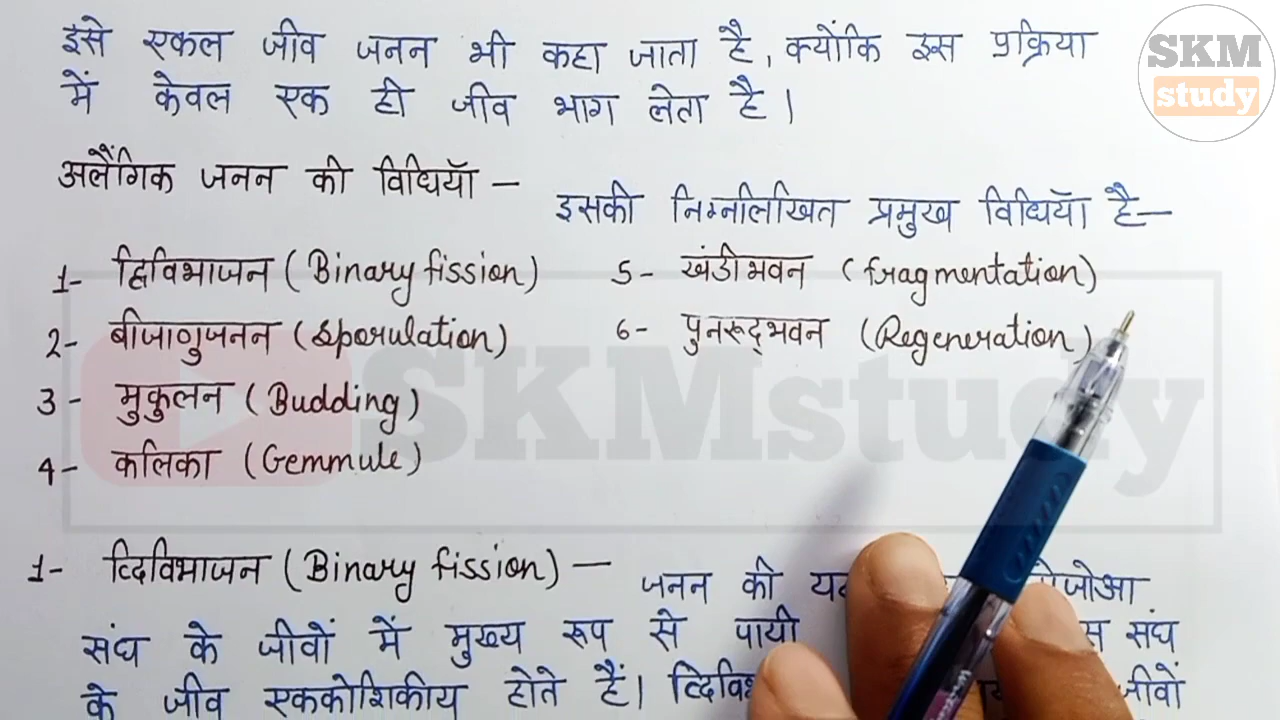 इसे एकल जीव जनन भी कहा जाता है, क्योंकि इस प्रक्रिया
में केवल एक ही जीव भाग लेता है।
SKM
study
अलैंगिक जनन की विधियॉ –
इसकी निम्नलिखित प्रमुख विधियॉ है–
1- द्विविभाजन (Binary fission)
2- बीजाणुजनन (Sporulation)
3- मुकुलन (Budding)
4- कलिका (Gemmule)
5- खंडीभवन (fragmentation)
6- पुनरूद्भवन (Regeneration)
SKMstudy
1- द्विविभाजन (Binary fission) –
जनन की
संघ के जीवों में मुख्य रूप से पायी संघ
के जीव एककोशिकीय होते हैं। जीवों